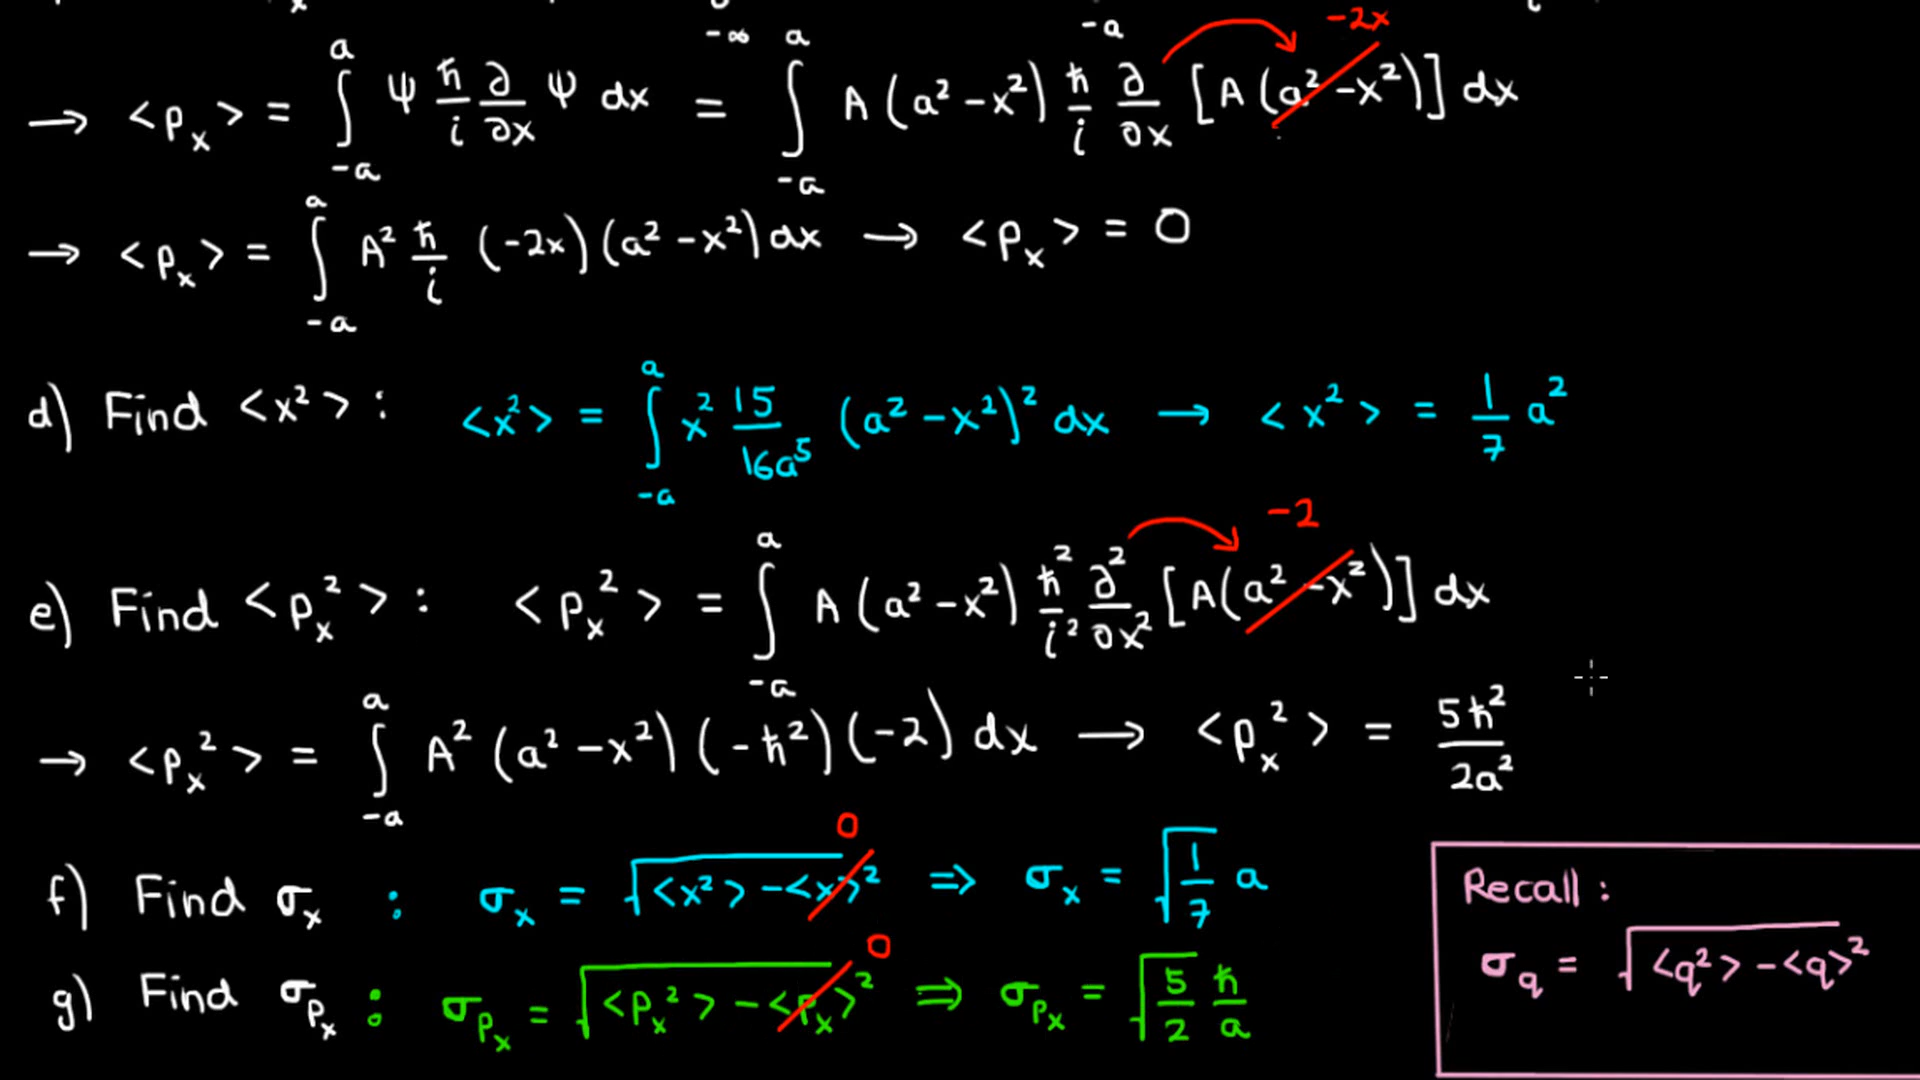 -∞ -a
→ <pₓ> = ∫₋ₐᵃ ψ ħ/i ∂/∂x ψ dx = ∫₋ₐᵃ A(a² - x²) ħ/i ∂/∂x [A(a² - x²)] dx -2x
→ <pₓ> = ∫₋ₐᵃ A² ħ/i (-2x)(a² - x²) dx → <pₓ> = 0
d) Find <x²> : <x²> = ∫₋ₐᵃ x² 15/16a⁵ (a² - x²)² dx → <x²> = 1/7 a²
e) Find <pₓ²> : <pₓ²> = ∫₋ₐᵃ A(a² - x²) ħ²/i² ∂²/∂x² [A(a² - x²)] dx -2
→ <pₓ²> = ∫₋ₐᵃ A² (a² - x²)(-ħ²)(-2) dx → <pₓ²> = 5ħ²/2a²
f) Find σₓ : σₓ = √(<x²> - <x>²) 0 ⇒ σₓ = √(1/7) a
g) Find σ_pₓ : σ_pₓ = √(<pₓ²> - <pₓ>²) 0 ⇒ σ_pₓ = √(5/2) ħ/a
Recall :
σ_q = √(<q²> - <q>²)